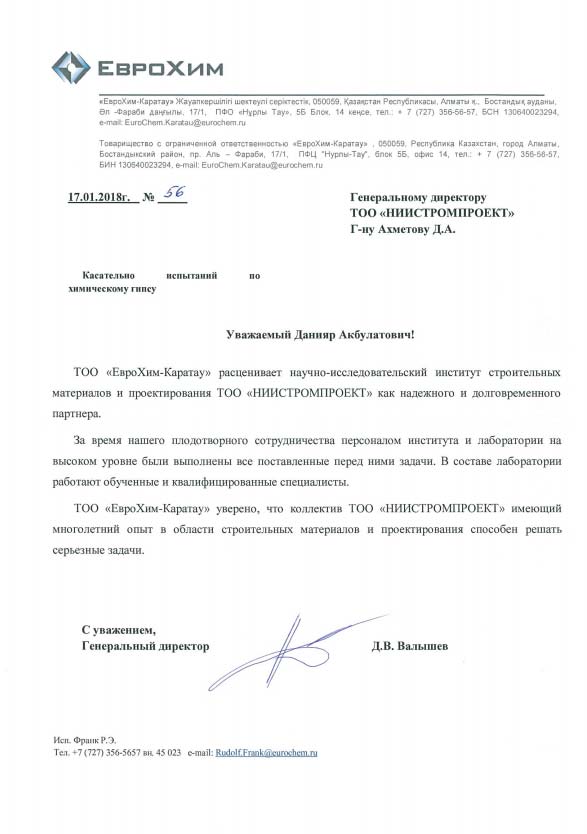 ЕВРОХИМ
«ЕвроХим-Каратау» Жауапкершілігі шектеулі серіктестік, 050059, Қазақстан Республикасы, Алматы қ., Бостандық ауданы,
Әл -Фараби даңғылы, 17/1, ПФО «Нурлы Тау», 5Б Блок, 14 кеңсе, тел.: + 7 (727) 356-56-57, БСН 130640023294,
e-mail: EuroChem.Karatau@eurochem.ru
Товарищество с ограниченной ответственностью «ЕвроХим-Каратау» , 050059, Республика Казахстан, город Алматы,
Бостандыкский район, пр. Аль – Фараби, 17/1, ПФЦ "Нурлы-Тау", блок 5Б, офис 14, тел.: + 7 (727) 356-56-57,
БИН 130640023294, e-mail: EuroChem.Karatau@eurochem.ru
17.01.2018г. № 56
Генеральному директору
ТОО «НИИСТРОМПРОЕКТ»
Г-ну Ахметову Д.А.
Касательно испытаний по
химическому гипсу
Уважаемый Данияр Акбулатович!
ТОО «ЕвроХим-Каратау» расценивает научно-исследовательский институт строительных
материалов и проектирования ТОО «НИИСТРОМПРОЕКТ» как надежного и долговременного
партнера.
За время нашего плодотворного сотрудничества персоналом института и лаборатории на
высоком уровне были выполнены все поставленные перед ними задачи. В составе лаборатории
работают обученные и квалифицированные специалисты.
ТОО «ЕвроХим-Каратау» уверено, что коллектив ТОО «НИИСТРОМПРОЕКТ» имеющий
многолетний опыт в области строительных материалов и проектирования способен решать
серьезные задачи.
С уважением,
Генеральный директор
Д.В. Валышев
Исп. Франк Р.Э.
Тел. +7 (727) 356-5657 вн. 45 023 e-mail: Rudolf.Frank@eurochem.ru